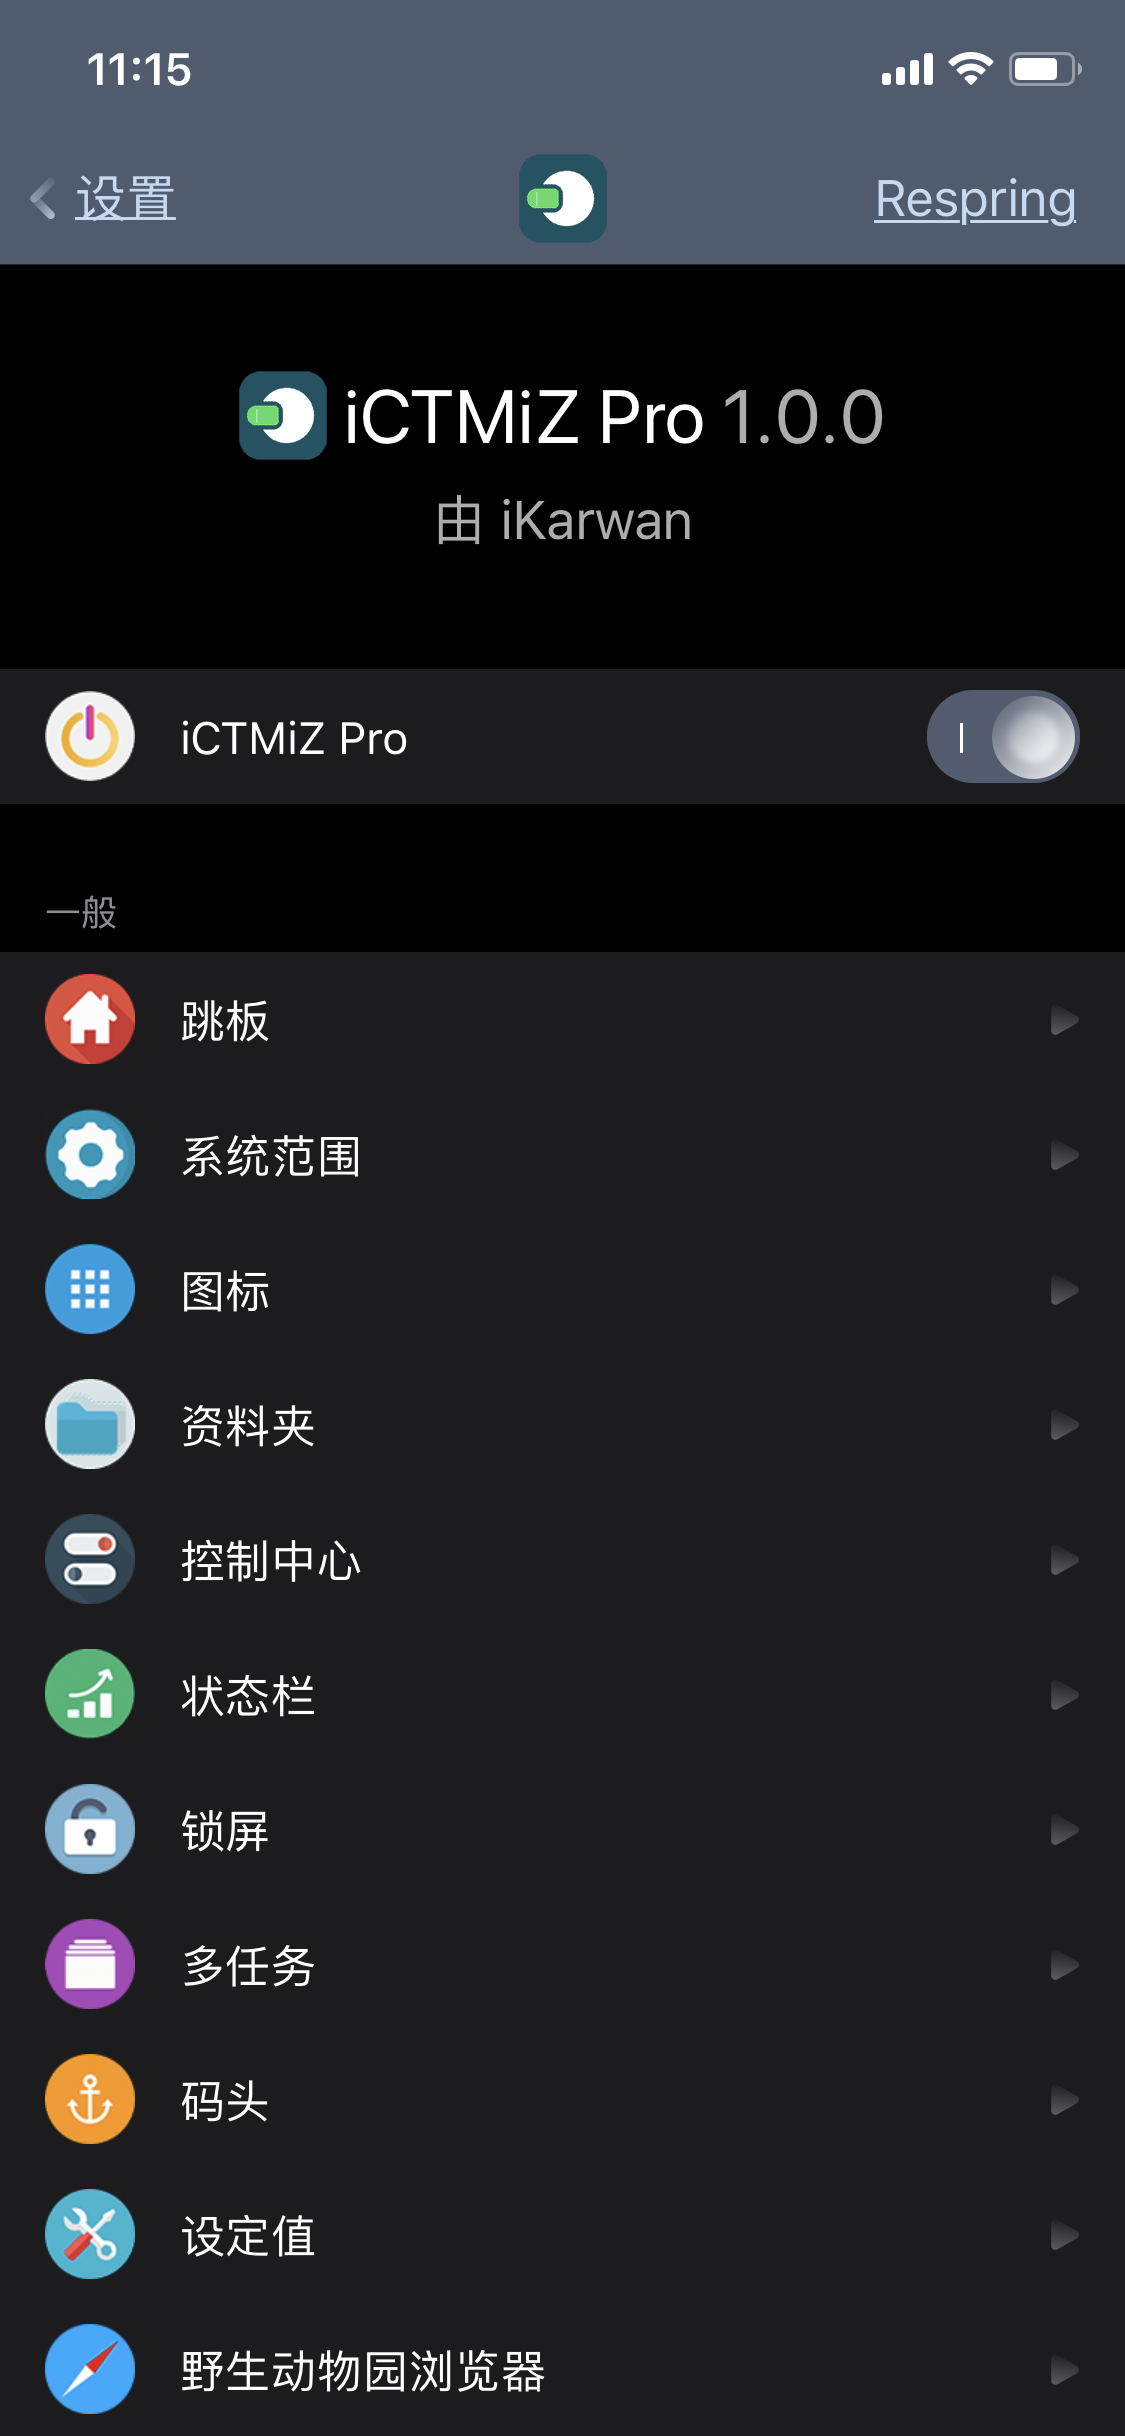 11:15
设置
Respring
iCTMiZ Pro 1.0.0
由 iKarwan
iCTMiZ Pro
一般
跳板
系统范围
图标
资料夹
控制中心
状态栏
锁屏
多任务
码头
设定值
野生动物园浏览器